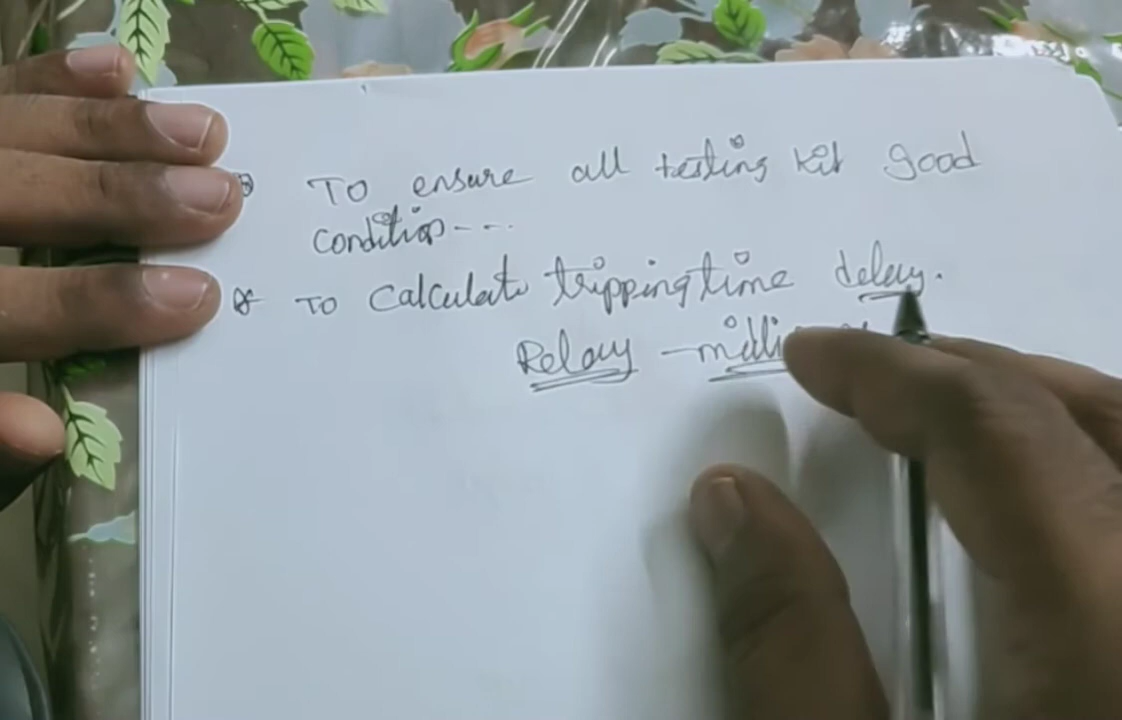 TO ensure all testing kit good
condition---
TO Calculate tripping time delay.
Relay -